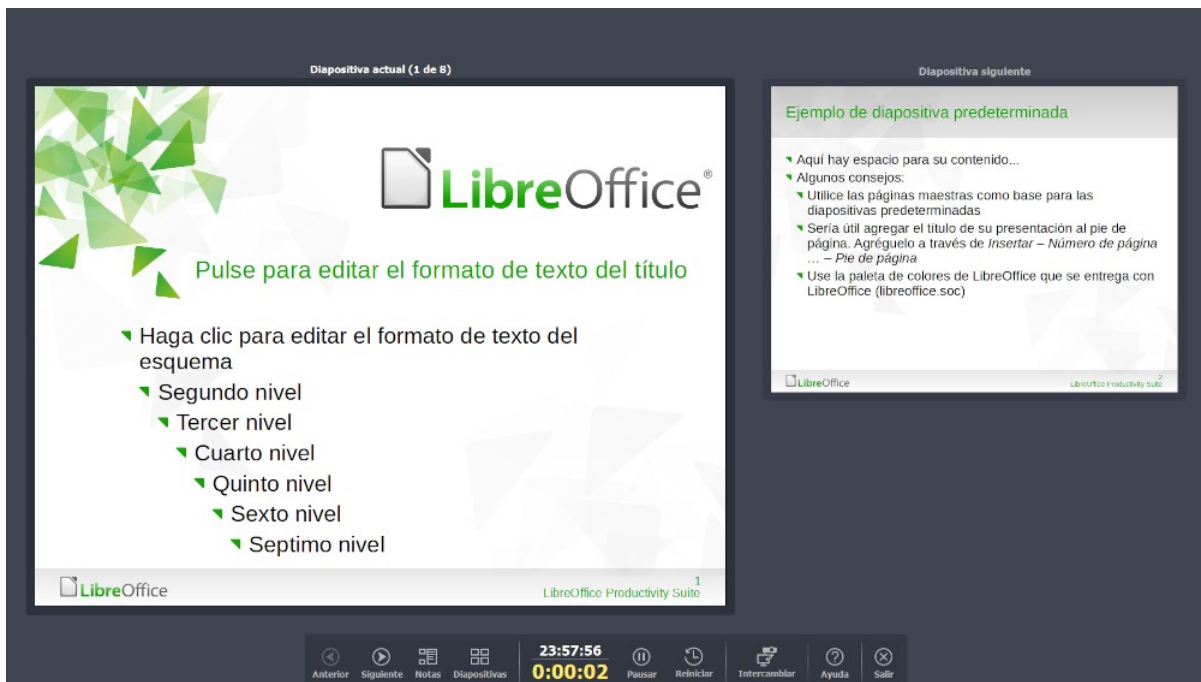 Diapositiva actual (1 de 8)
LibreOffice®
Pulse para editar el formato de texto del título
Haga clic para editar el formato de texto del
esquema
Segundo nivel
Tercer nivel
Cuarto nivel
Quinto nivel
Sexto nivel
Septimo nivel
LibreOffice
1
LibreOffice Productivity Suite
Diapositiva siguiente
Ejemplo de diapositiva predeterminada
Aquí hay espacio para su contenido...
Algunos consejos:
Utilice las páginas maestras como base para las
diapositivas predeterminadas
Sería útil agregar el título de su presentación al pie de
página. Agréguelo a través de Insertar – Número de página
... – Pie de página
Use la paleta de colores de LibreOffice que se entrega con
LibreOffice (libreoffice.soc)
LibreOffice
2
LibreOffice Productivity Suite
Anterior Siguiente Notas Diapositivas
23:57:56
0:00:02
Pausar Reiniciar Intercambiar Ayuda Salir